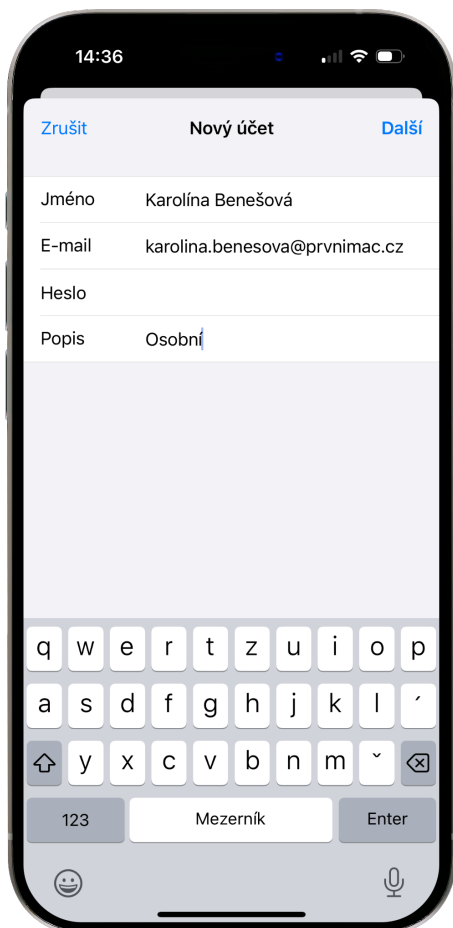 14:36
Zrušit Nový účet Další
Jméno Karolína Benešová
E-mail karolina.benesova@prvnimac.cz
Heslo
Popis Osobní
q w e r t z u i o p
a s d f g h j k l ´
y x c v b n m ˇ
123 Mezerník Enter